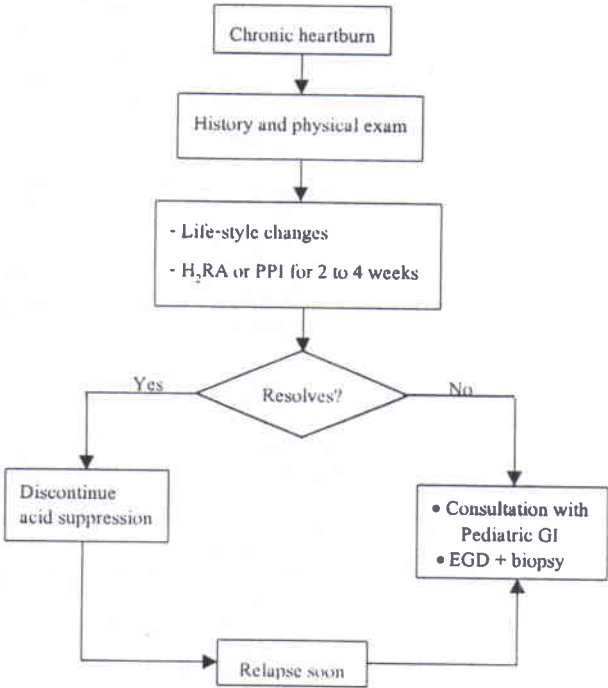 Chronic heartburn
History and physical exam
- Life-style changes
- H₂RA or PPI for 2 to 4 weeks
Resolves?
Yes
No
Discontinue
acid suppression
• Consultation with
Pediatric GI
• EGD + biopsy
Relapse soon